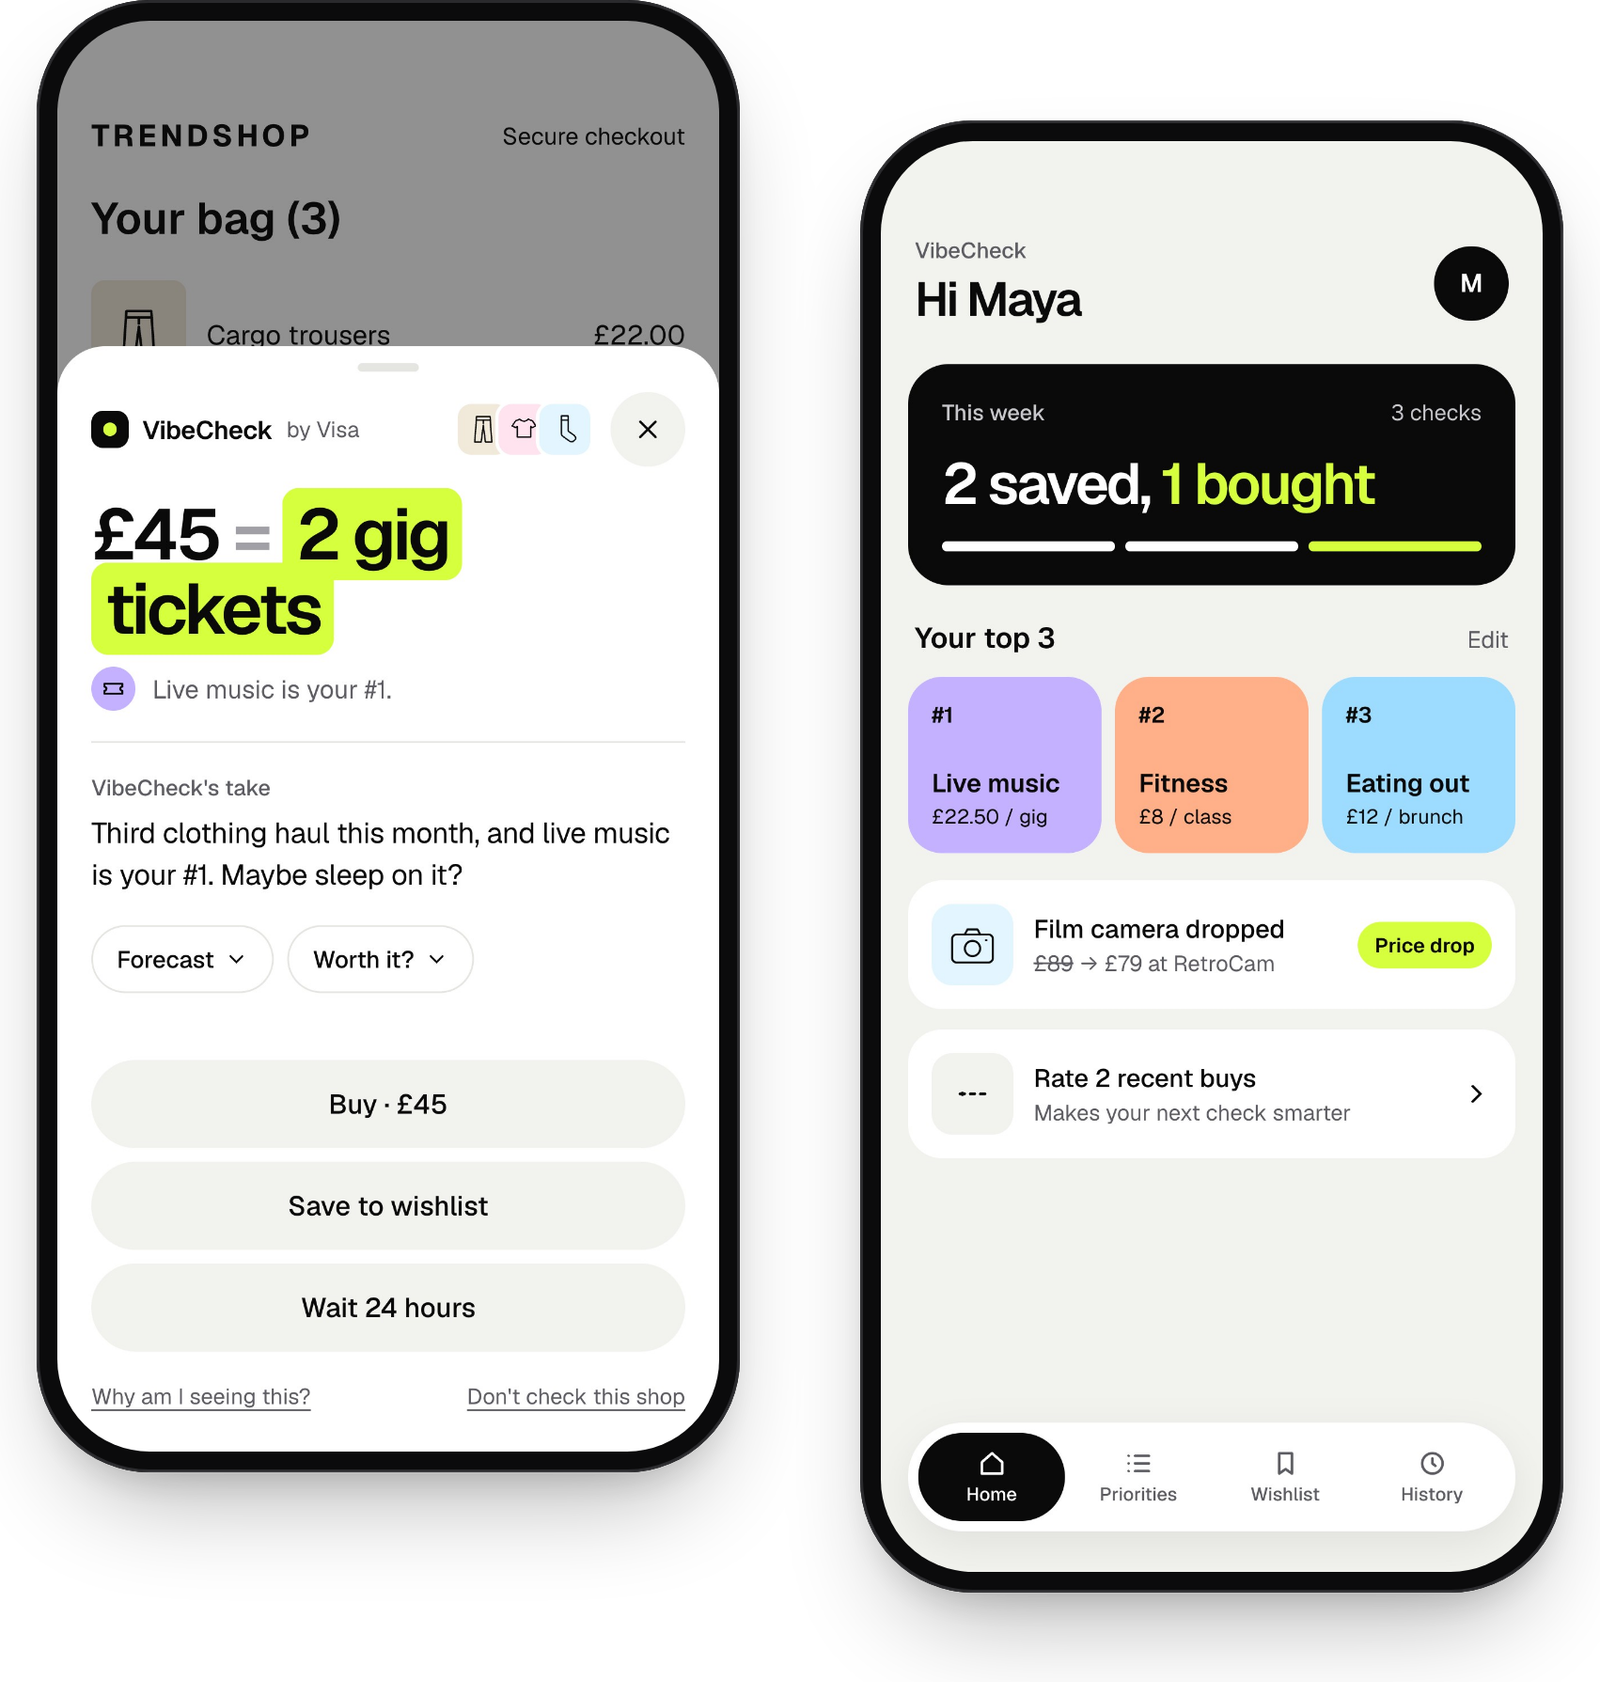 TRENDSHOP
Secure checkout
Your bag (3)
Cargo trousers
£22.00
VibeCheck by Visa
£45 = 2 gig
tickets
Live music is your #1.
VibeCheck's take
Third clothing haul this month, and live music
is your #1. Maybe sleep on it?
Forecast
Worth it?
Buy · £45
Save to wishlist
Wait 24 hours
Why am I seeing this?
Don't check this shop
VibeCheck
Hi Maya
M
This week
3 checks
2 saved, 1 bought
Your top 3
Edit
#1
Live music
£22.50 / gig
#2
Fitness
£8 / class
#3
Eating out
£12 / brunch
Film camera dropped
£89 → £79 at RetroCam
Price drop
Rate 2 recent buys
Makes your next check smarter
Home
Priorities
Wishlist
History